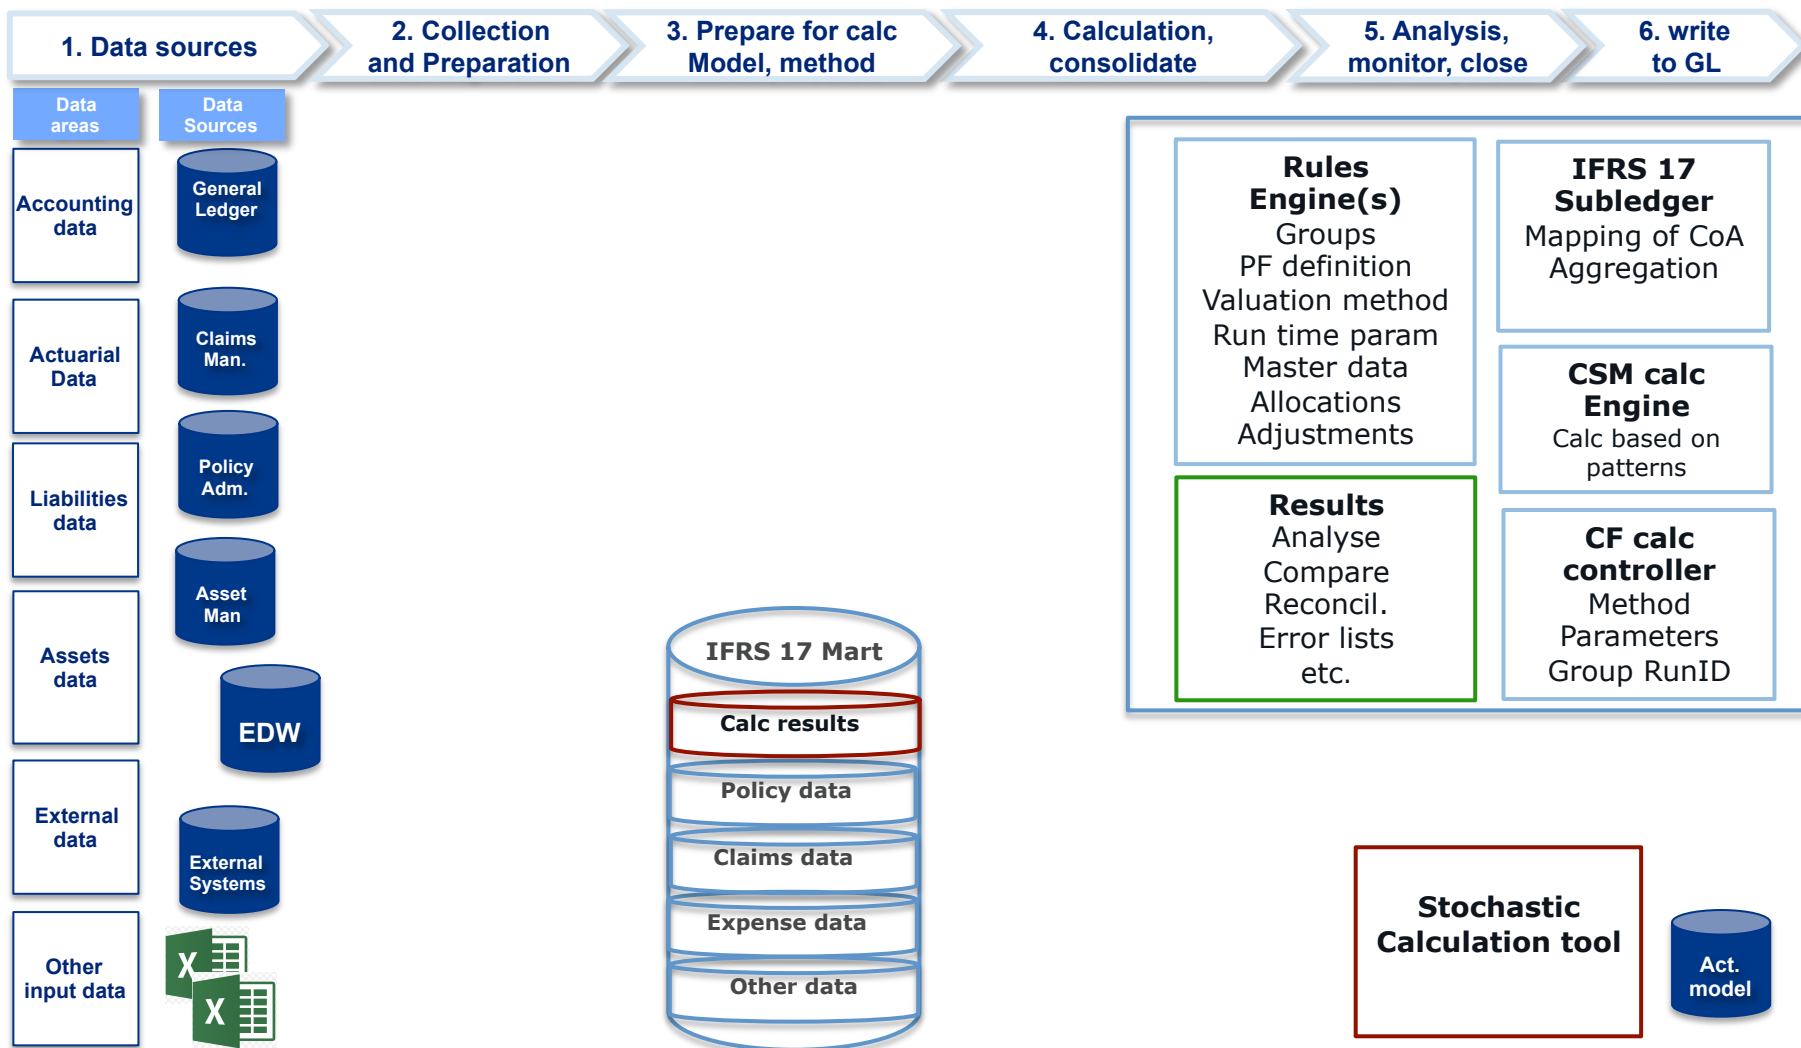 1. Data sources
2. Collection
and Preparation
3. Prepare for calc
Model, method
4. Calculation,
consolidate
5. Analysis,
monitor, close
6. write
to GL
Data
areas
Data
Sources
Accounting
data
Actuarial
Data
Liabilities
data
Assets
data
External
data
Other
input data
General
Ledger
Claims
Man.
Policy
Adm.
Asset
Man
EDW
External
Systems
X
X
IFRS 17 Mart
Calc results
Policy data
Claims data
Expense data
Other data
Rules
Engine(s)
Groups
PF definition
Valuation method
Run time param
Master data
Allocations
Adjustments
Results
Analyse
Compare
Reconcil.
Error lists
etc.
IFRS 17
Subledger
Mapping of CoA
Aggregation
CSM calc
Engine
Calc based on
patterns
CF calc
controller
Method
Parameters
Group RunID
Stochastic
Calculation tool
Act.
model